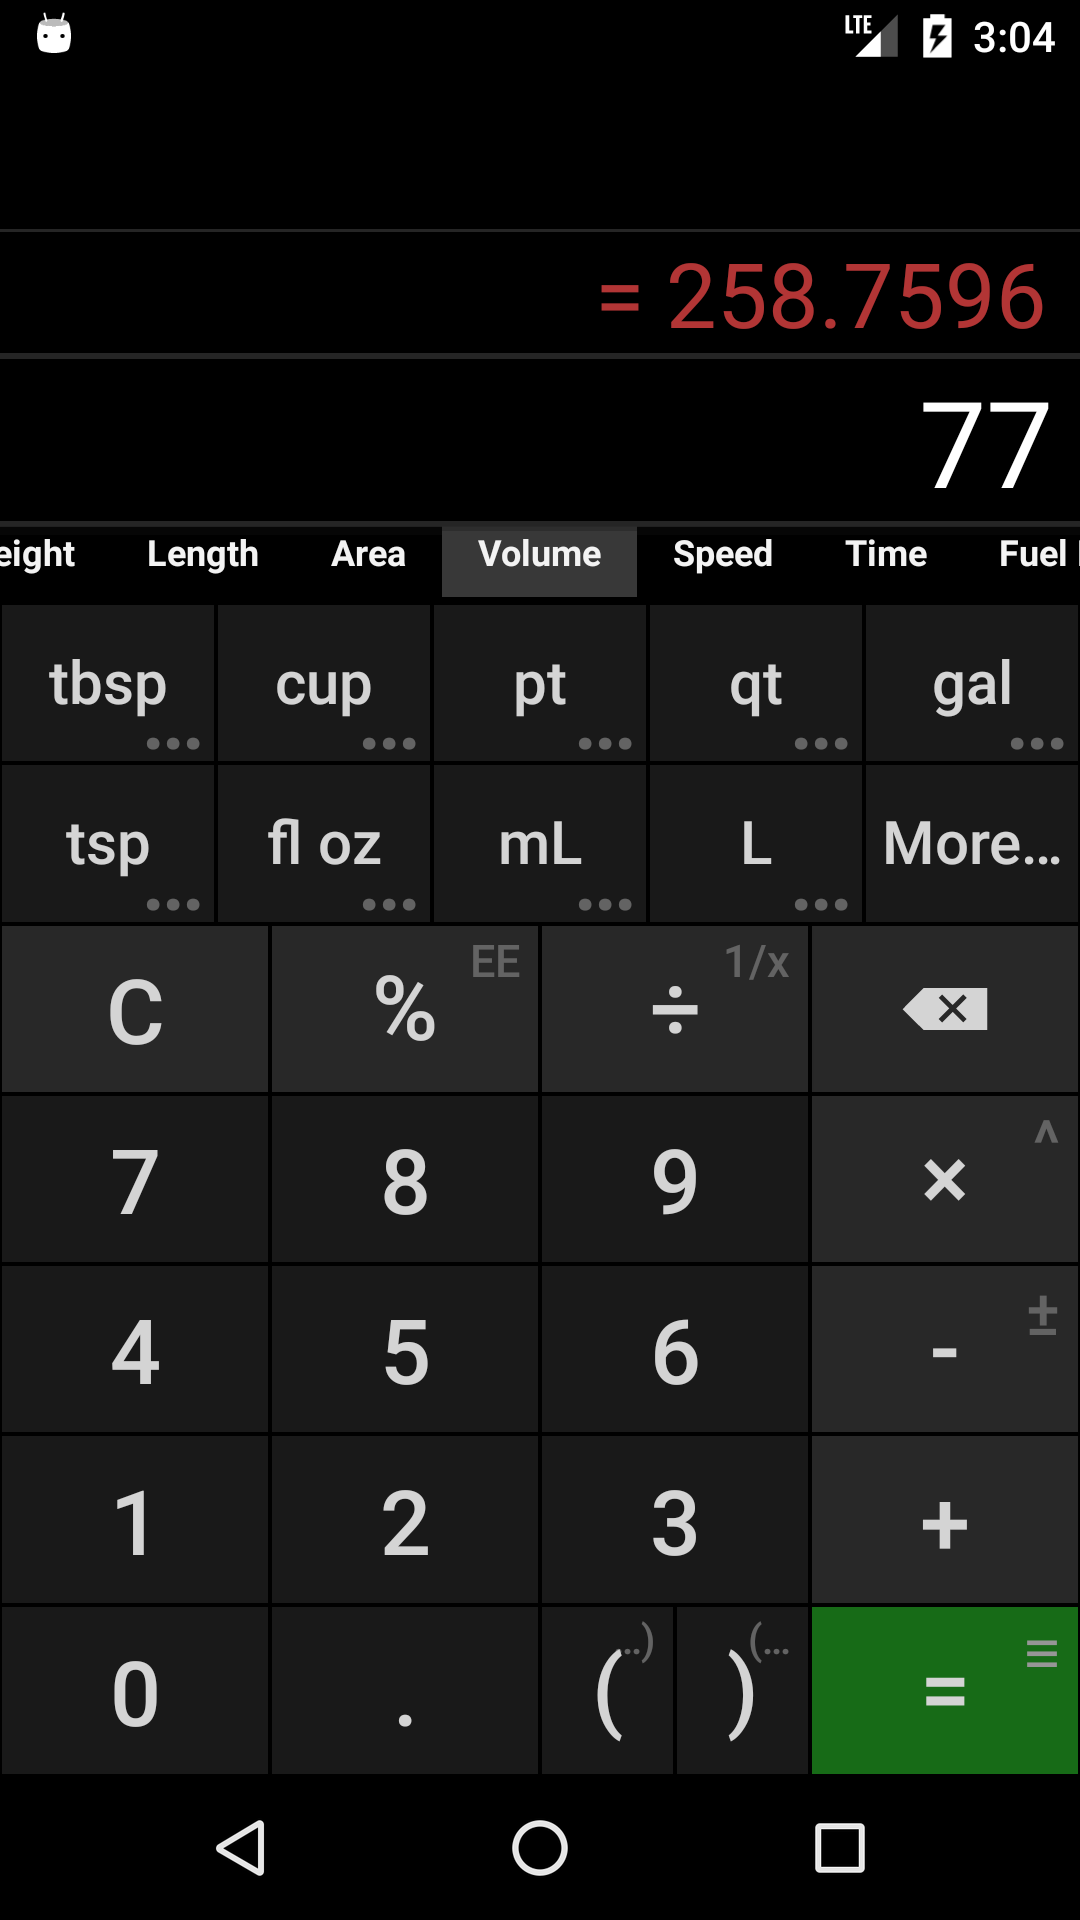 LTE 3:04
= 258.7596
77
eight Length Area Volume Speed Time Fuel
tbsp cup pt qt gal
tsp fl oz mL L More...
C % EE ÷ 1/x
7 8 9 × ^
4 5 6 - ±
1 2 3 +
0 . ( ..) ) (... =